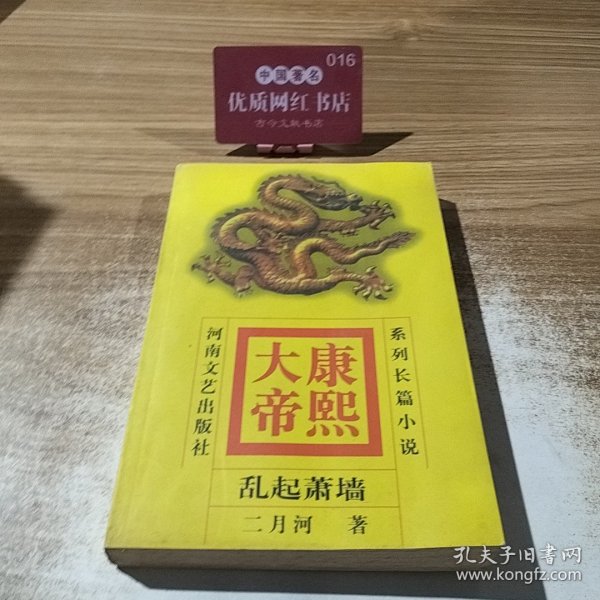 016
中国著名
优质网红书店
古今文献书店
河南文艺出版社
康熙
大帝
系列长篇小说
乱起萧墙
二月河 著
孔夫子旧书网
www.kongfz.com